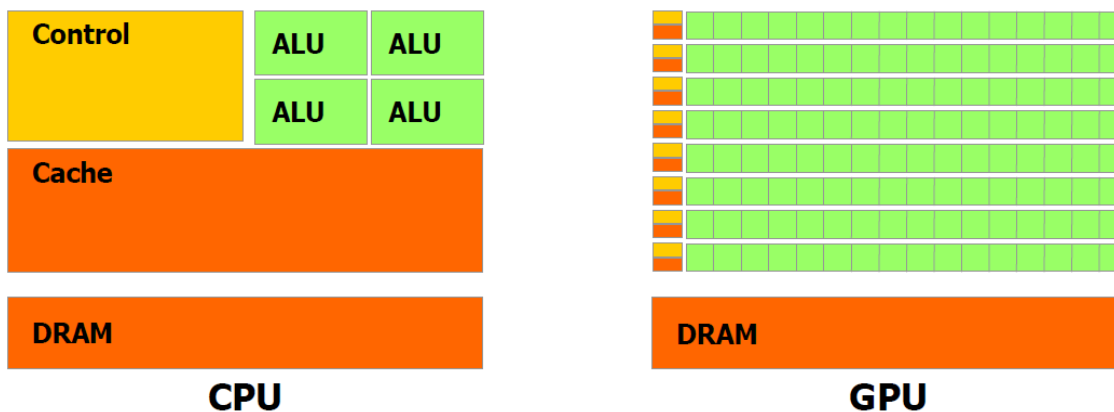 Control
ALU ALU
ALU ALU
Cache
DRAM
CPU
DRAM
GPU